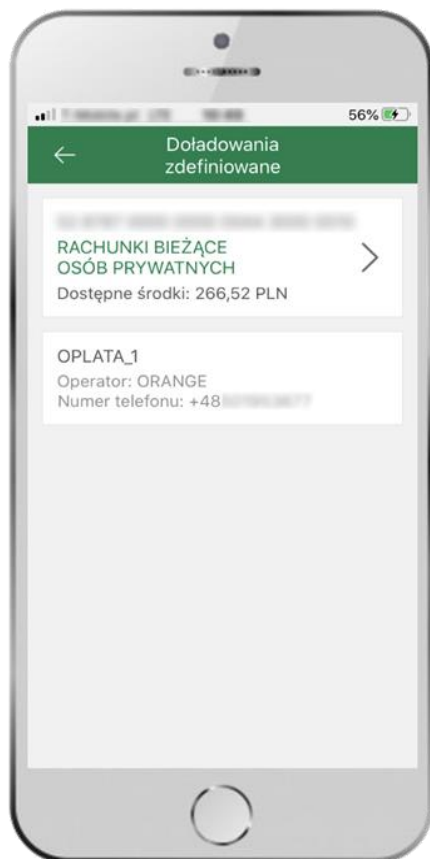 56%
Doładowania
zdefiniowane
RACHUNKI BIEŻĄCE
OSÓB PRYWATNYCH
Dostępne środki: 266,52 PLN
OPLATA_1
Operator: ORANGE
Numer telefonu: +48